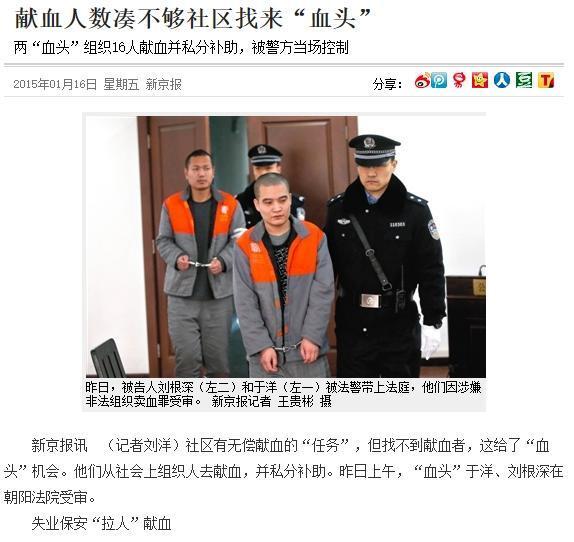 献血人数凑不够社区找来“血头”
两“血头”组织16人献血并私分补助，被警方当场控制
2015年01月16日 星期五 新京报
分享：
昨日，被告人刘根深（左二）和于洋（左一）被法警带上法庭，他们因涉嫌
非法组织卖血罪受审。 新京报记者 王贵彬 摄
新京报讯 （记者刘洋）社区有无偿献血的“任务”，但找不到献血者，这给了“血
头”机会。他们从社会上组织人去献血，并私分补助。昨日上午，“血头”于洋、刘根深在
朝阳法院受审。
失业保安“拉人”献血